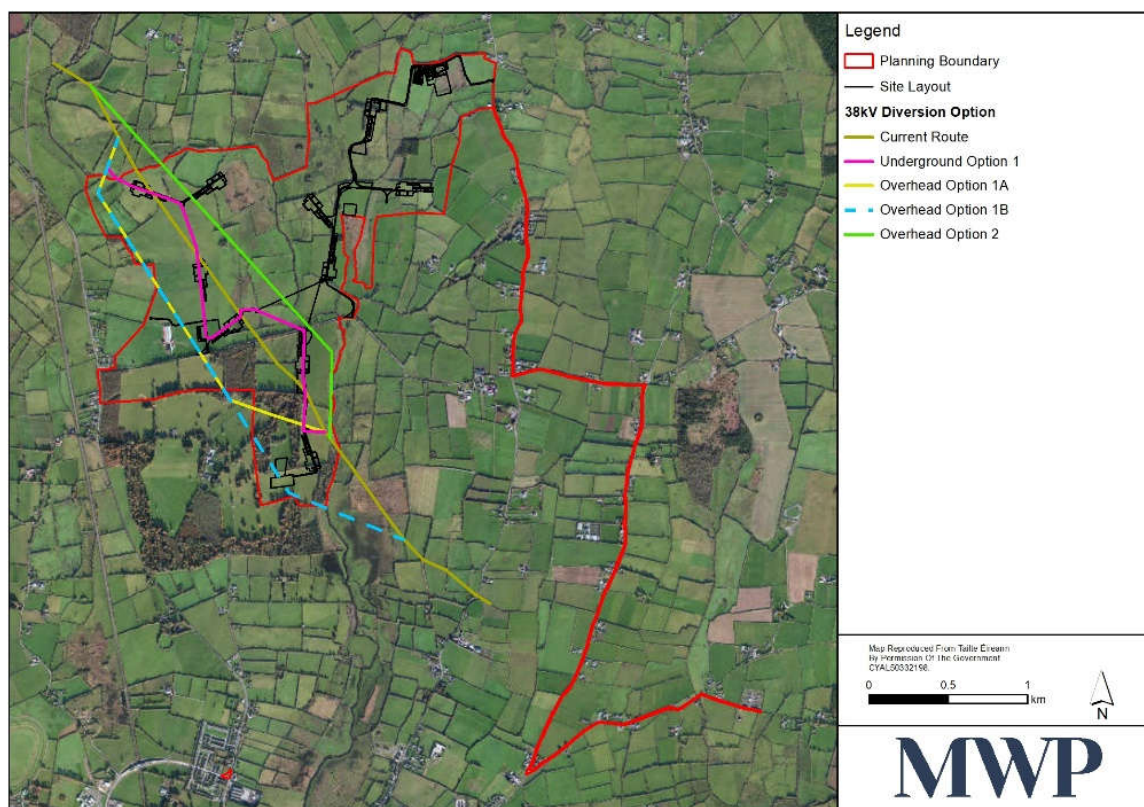 Legend
Planning Boundary
Site Layout
38kV Diversion Option
Current Route
Underground Option 1
Overhead Option 1A
Overhead Option 1B
Overhead Option 2
Map Reproduced From Tailte Éireann
By Permission Of The Government
CYAL50332198.
0 0.5 1
km
N
MWP